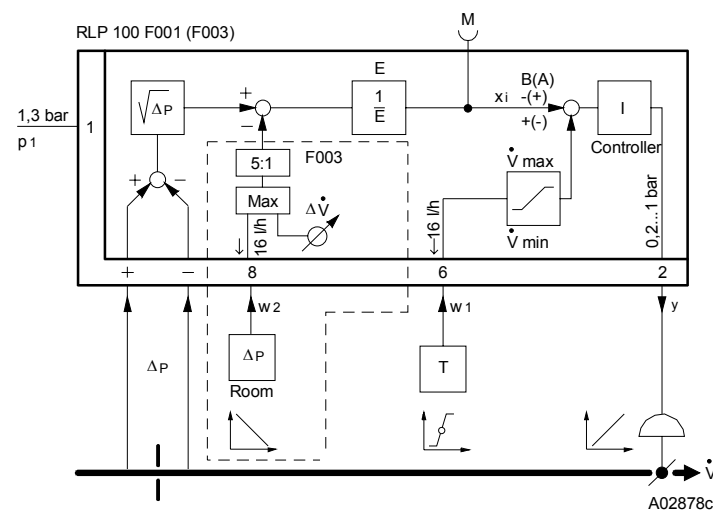 M
RLP 100 F001 (F003)
E
B(A)
√ΔP
+
1
E
xi
-(+)
I
1,3 bar
1
−
+(-)
p1
F003
Controller
5:1
V̇ max
+
−
Max
ΔV̇
16 l/h
16 l/h
0,2...1 bar
V̇ min
+
−
8
6
2
w2
w1
y
ΔP
ΔP
T
Room
V̇
A02878c